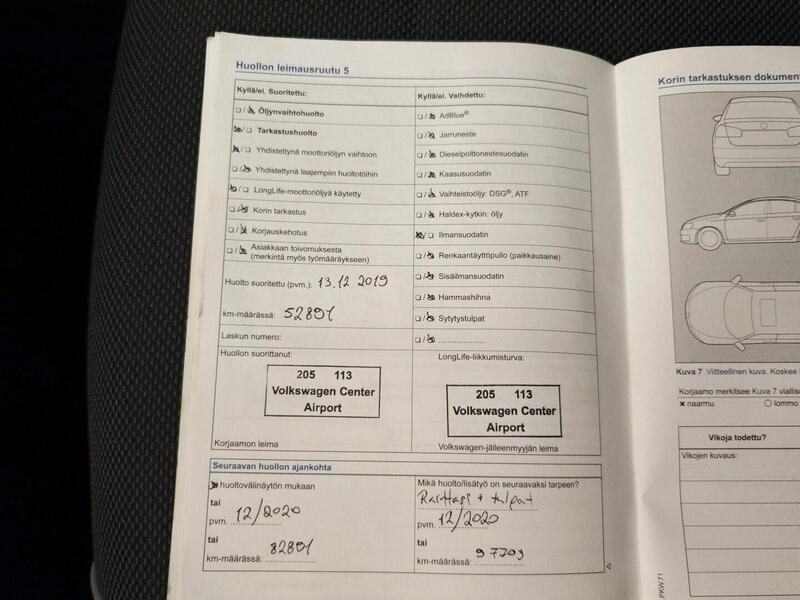 Huollon leimausruutu 5
Kyllä/ei. Suoritettu:
Öljynvaihtohuolto
Tarkastushuolto
Yhdistettynä moottoriöljyn vaihtoon
Yhdistettynä laajempiin huoltotöihin
LongLife-moottoriöljyä käytetty
Korin tarkastus
Korjauskehotus
Asiakkaan toivomuksesta
(merkintä myös työmääräykseen)
Huolto suoritettu (pvm.): 13.12 2019
km-määrässä: 52891
Laskun numero:
Huollon suorittanut:
205 113
Volkswagen Center
Airport
Korjaamon leima
Kyllä/ei. Vaihdettu:
AdBlue®
Jarruneste
Dieselpolttonestesuodatin
Kaasusuodatin
Vaihteistoöljy: DSG®, ATF
Haldex-kytkin: öljy
Ilmansuodatin
Renkaantäyttöpullo (paikkausaine)
Sisäilmansuodatin
Hammashihna
Sytytystulpat
LongLife-liikkumisturva:
205 113
Volkswagen Center
Airport
Volkswagen-jälleenmyyjän leima
Seuraavan huollon ajankohta
huoltovälinäytön mukaan
tai
pvm. 12/2020
tai
km-määrässä: 82891
Mikä huolto/lisätyö on seuraavaksi tarpeen?
+ tulpat
pvm. 12/2020
tai
km-määrässä: 97703
Korin tarkastuksen dokument
Kuva 7 Viitteellinen kuva. Koskee
Korjaamo merkitsee Kuva 7 viallise
naarmu lommo
Vikoja todettu?
Vikojen kuvaus:
PKW.71